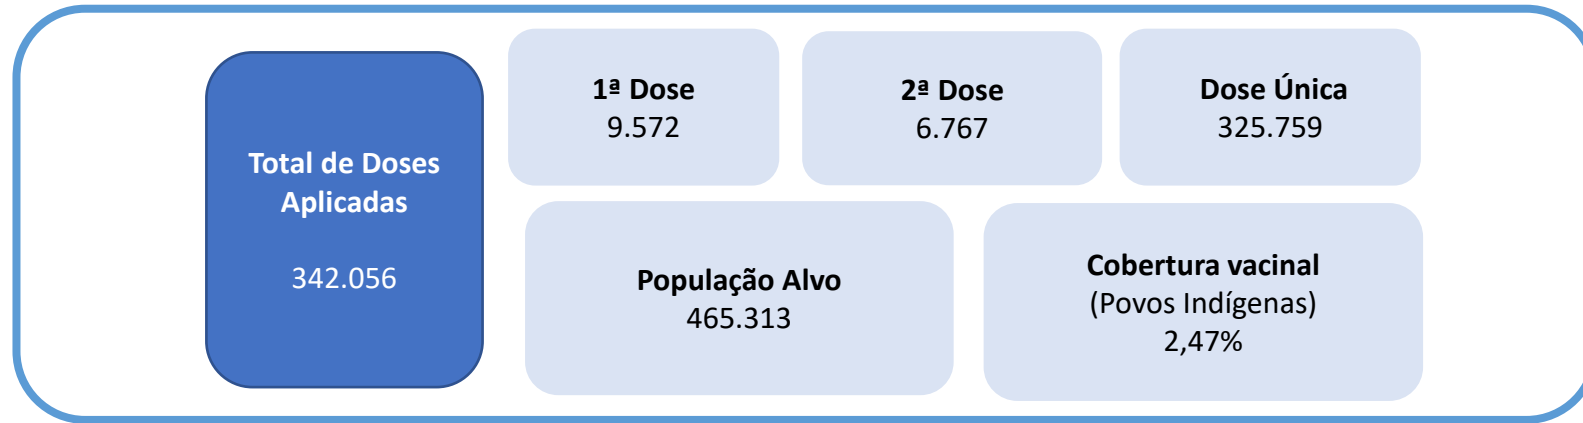 Total de Doses
Aplicadas
342.056
1ª Dose
9.572
2ª Dose
6.767
Dose Única
325.759
População Alvo
465.313
Cobertura vacinal
(Povos Indígenas)
2,47%